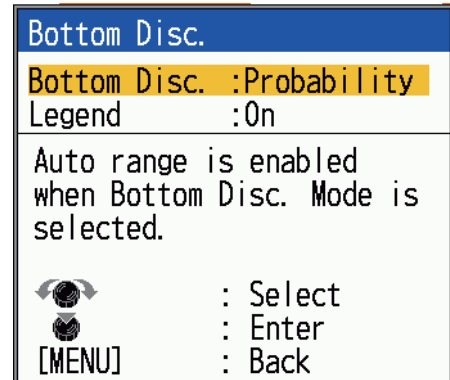 Bottom Disc.
Bottom Disc. :Probability
Legend :On
Auto range is enabled
when Bottom Disc. Mode is
selected.
: Select
: Enter
[MENU] : Back